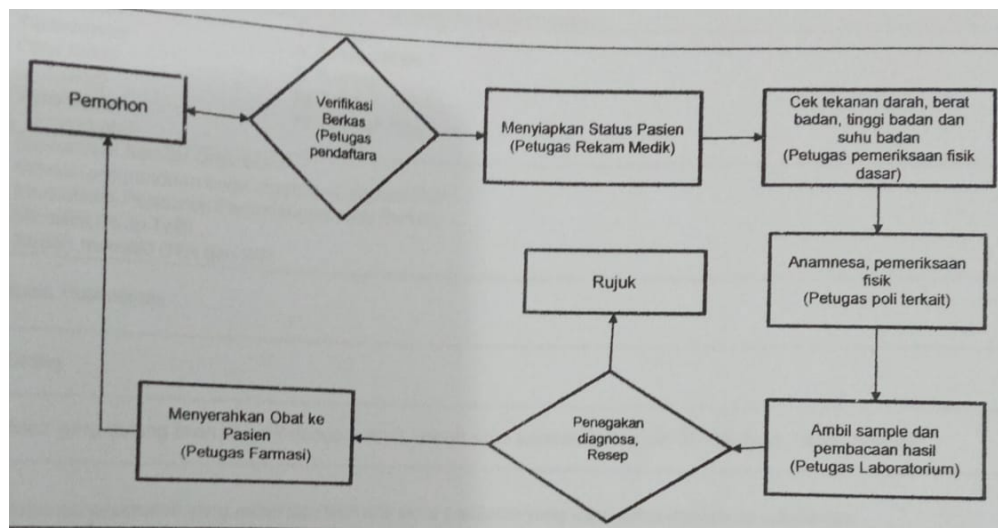 Pemohon
Verifikasi
Berkas
(Petugas
pendaftara
Menyiapkan Status Pasien
(Petugas Rekam Medik)
Cek tekanan darah, berat
badan, tinggi badan dan
suhu badan
(Petugas pemeriksaan fisik
dasar)
Anamnesa, pemeriksaan
fisik
(Petugas poli terkait)
Ambil sample dan
pembacaan hasil
(Petugas Laboratorium)
Penegakan
diagnosa,
Resep
Rujuk
Menyerahkan Obat ke
Pasien
(Petugas Farmasi)